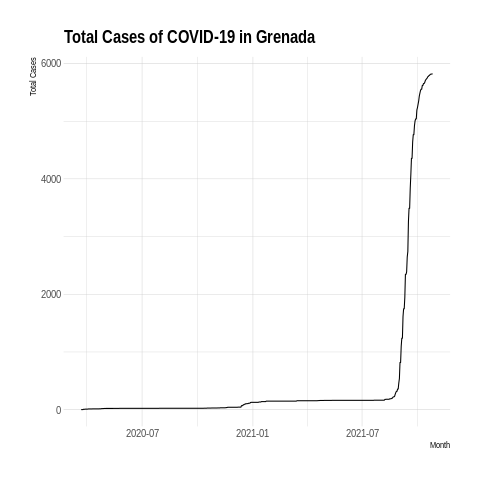 Total Cases of COVID-19 in Grenada
Total Cases
6000
4000
2000
0
2020-07
2021-01
2021-07
Month